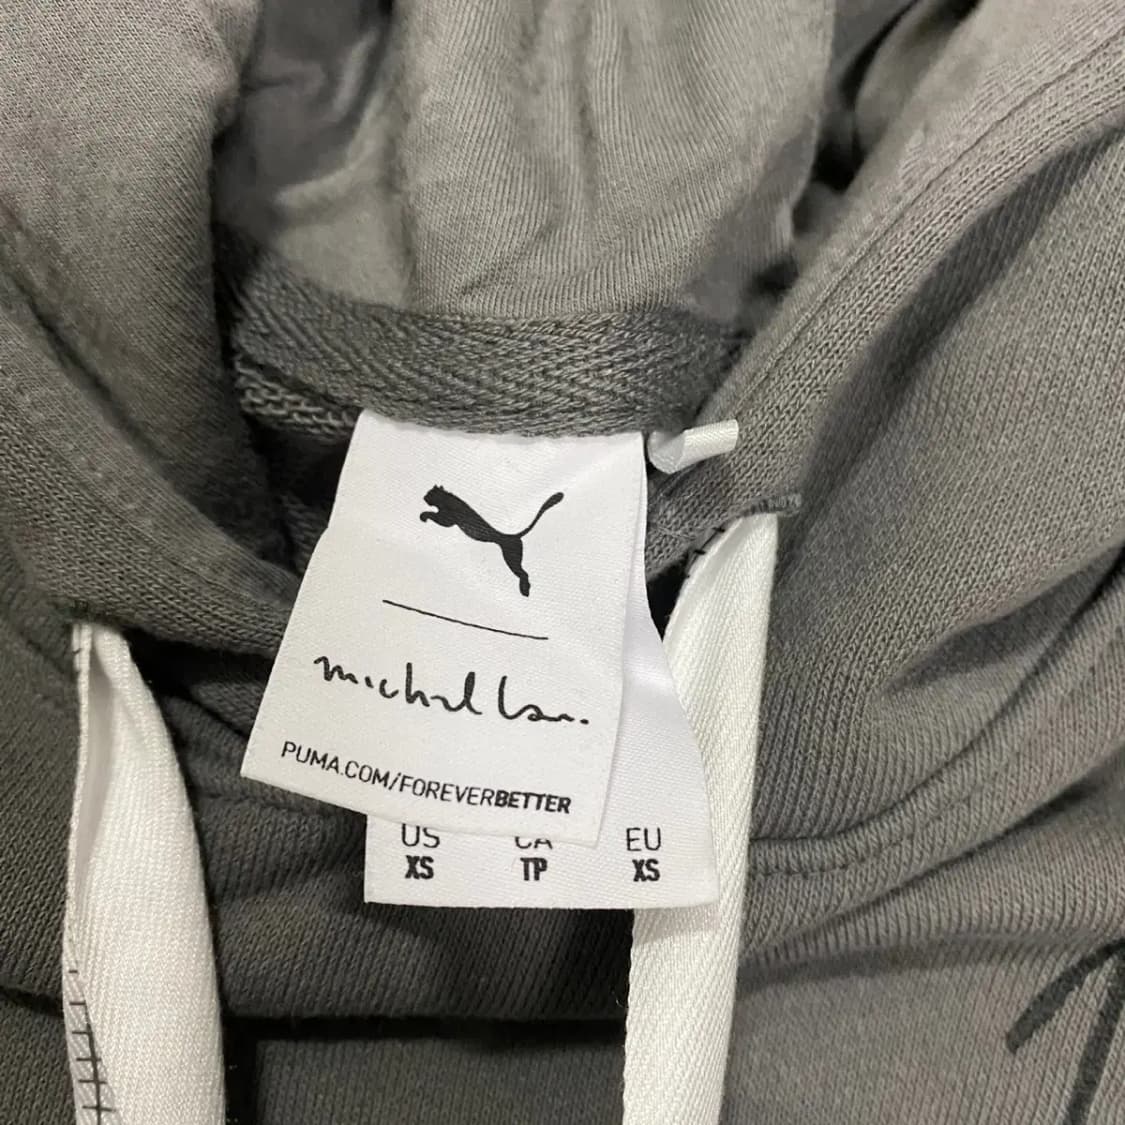 michael lau.
PUMA.COM/FOREVERBETTER
US CA EU
XS TP XS